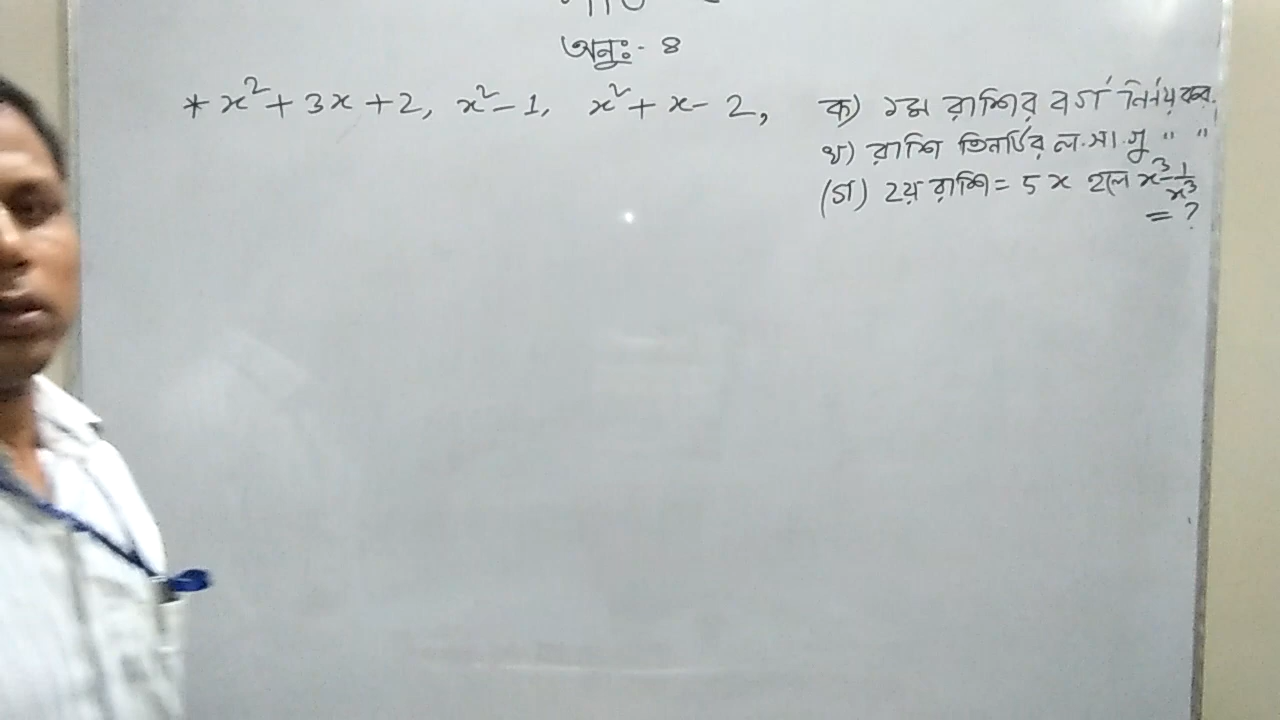 অনুঃ- ৪
* x² + 3x + 2, x² - 1, x² + x - 2,
ক) ১ম রাশির বর্গ নির্ণয় কর.
খ) রাশি তিনটির ল.সা.গু " "
(গ) ২য় রাশি = 5x হলে x³ - 1/x³
= ?